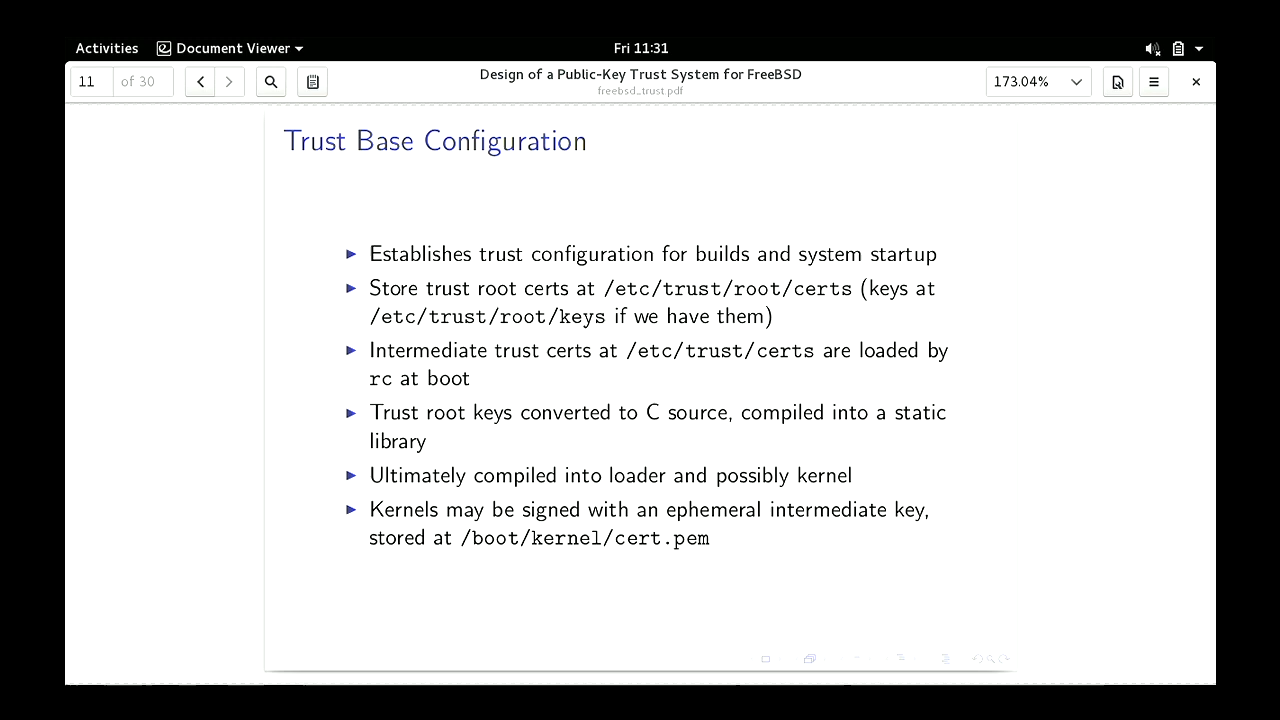 Activities Document Viewer Fri 11:31
11 of 30 Design of a Public-Key Trust System for FreeBSD 173.04%
freebsd_trust.pdf
Trust Base Configuration
Establishes trust configuration for builds and system startup
Store trust root certs at /etc/trust/root/certs (keys at
/etc/trust/root/keys if we have them)
Intermediate trust certs at /etc/trust/certs are loaded by
rc at boot
Trust root keys converted to C source, compiled into a static
library
Ultimately compiled into loader and possibly kernel
Kernels may be signed with an ephemeral intermediate key,
stored at /boot/kernel/cert.pem